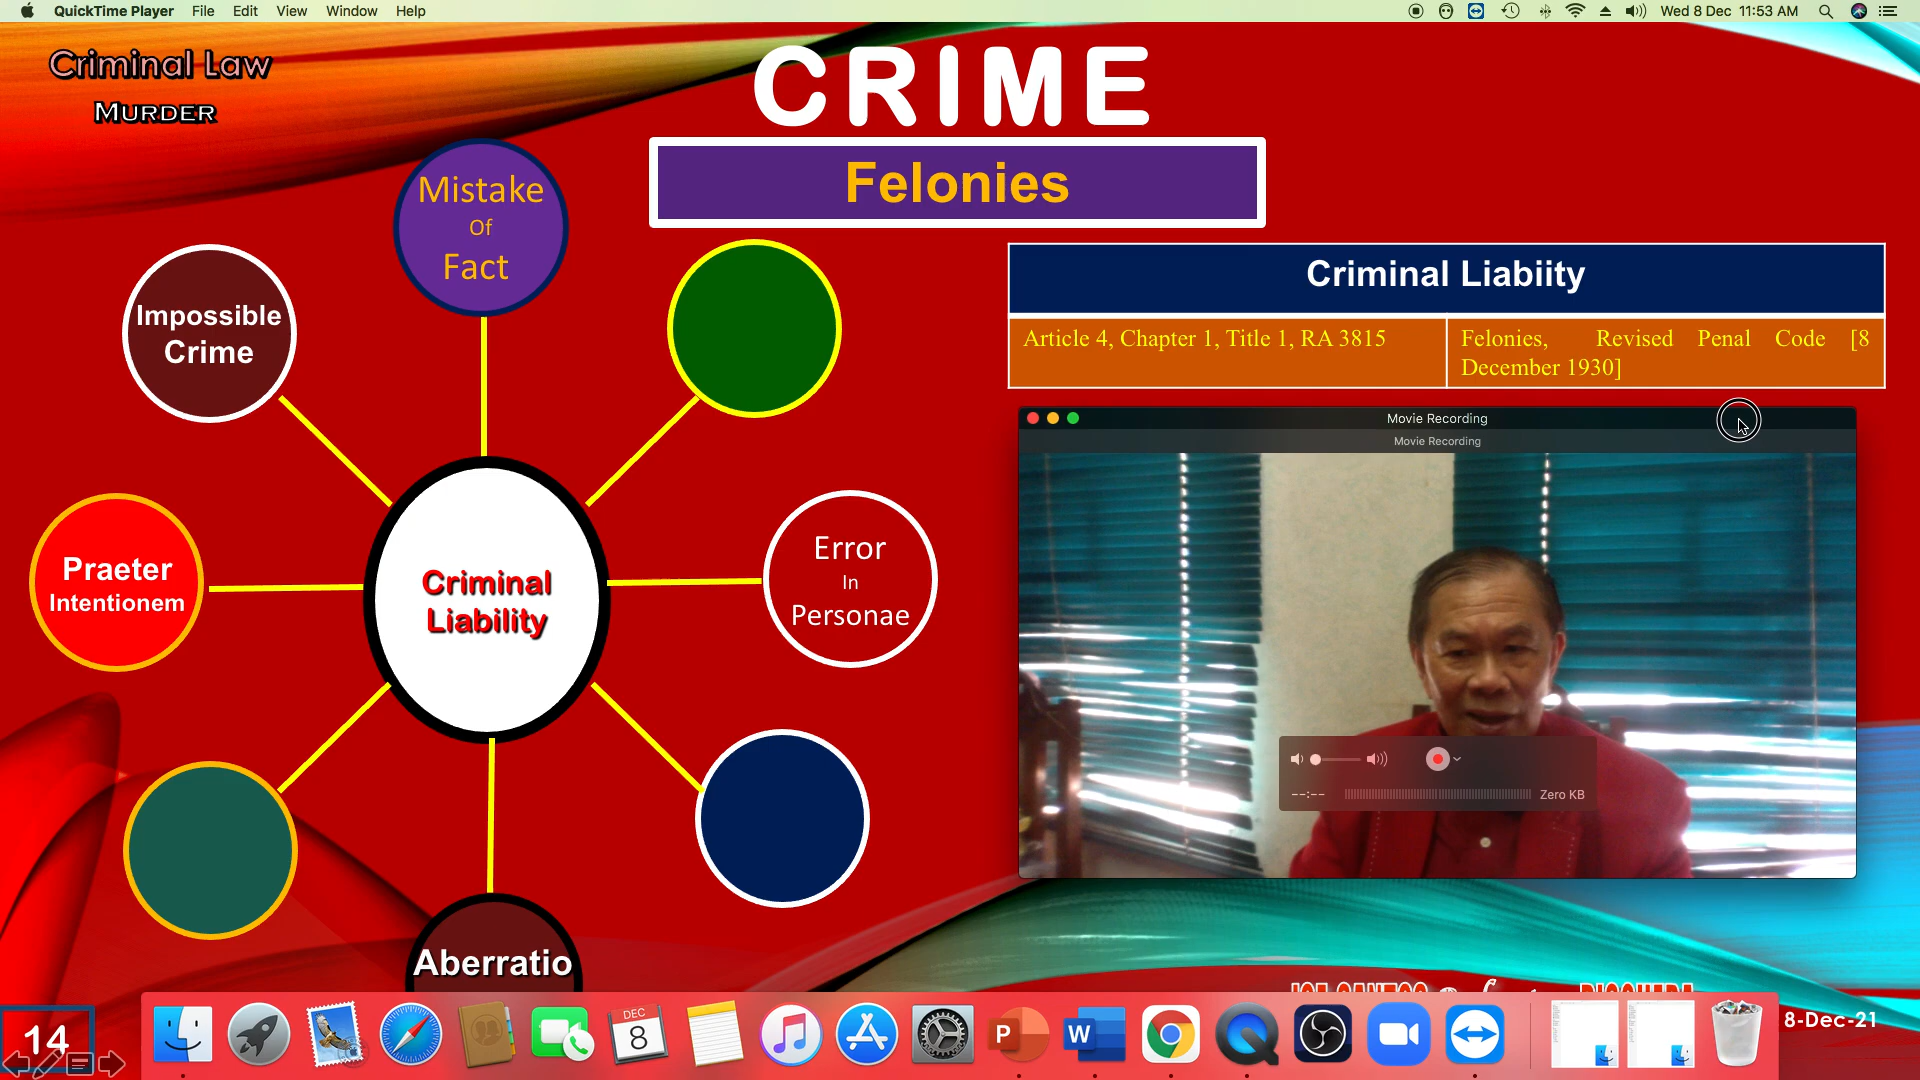 QuickTime Player File Edit View Window Help
Wed 8 Dec 11:53 AM
Criminal Law
MURDER
CRIME
Felonies
Mistake
Of
Fact
Impossible
Crime
Criminal Liabiity
Article 4, Chapter 1, Title 1, RA 3815
Felonies, Revised Penal Code [8
December 1930]
Movie Recording
Movie Recording
Error
In
Personae
Praeter
Intentionem
Criminal
Liability
--:--
Zero KB
Aberratio
14
DEC
8
P
W
8-Dec-21